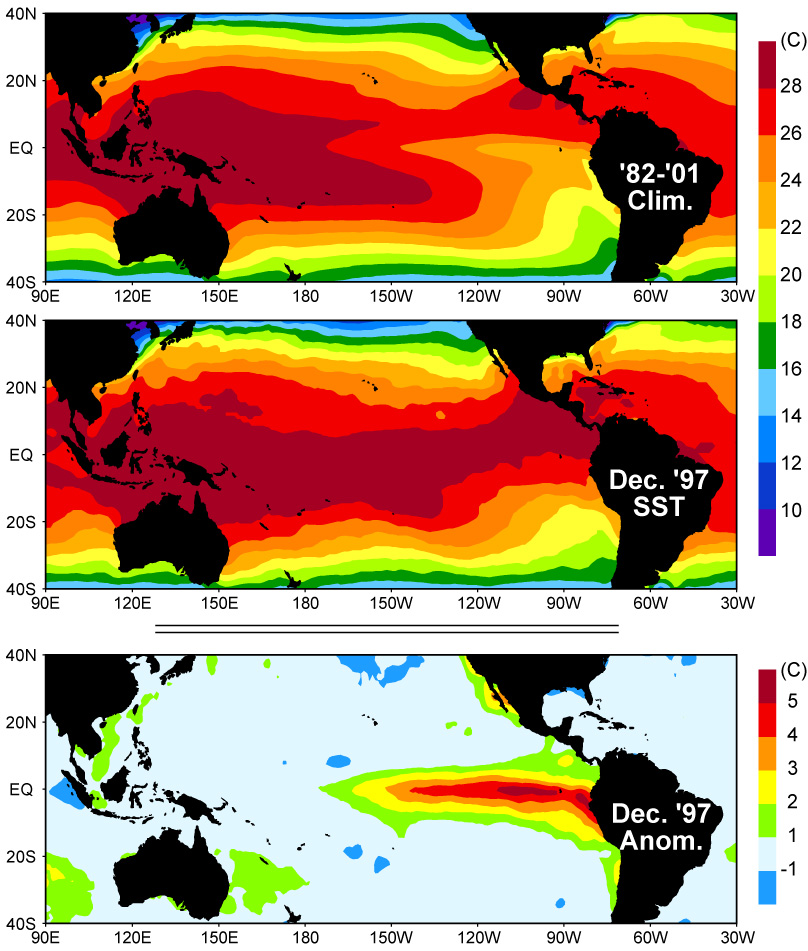 (C)
40N
20N
EQ
20S
40S
90E 120E 150E 180 150W 120W 90W 60W 30W
'82-'01
Clim.
28
26
24
22
20
18
16
14
12
10
40N
20N
EQ
20S
40S
90E 120E 150E 180 150W 120W 90W 60W 30W
Dec. '97
SST
(C)
40N
20N
EQ
20S
40S
90E 120E 150E 180 150W 120W 90W 60W 30W
Dec. '97
Anom.
5
4
3
2
1
-1